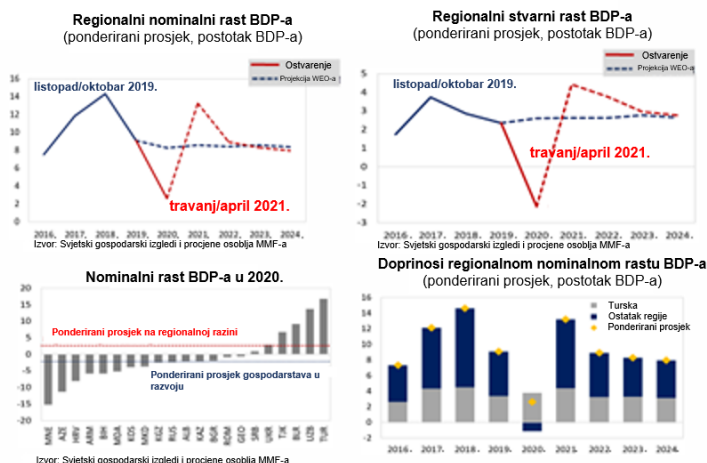 Regionalni nominalni rast BDP-a
(ponderirani prosjek, postotak BDP-a)
Ostvarenje
Projekcija WEO-a
listopad/oktobar 2019.
16
14
12
10
8
6
4
2
0
travanj/april 2021.
2016. 2017. 2018. 2019. 2020. 2021. 2022. 2023. 2024.
Izvor: Svjetski gospodarski izgledi i procjene osoblja MMF-a
Regionalni stvarni rast BDP-a
(ponderirani prosjek, postotak BDP-a)
Ostvarenje
Projekcija WEO-a
listopad/oktobar 2019.
5
4
3
2
1
0
-1
-2
-3
travanj/april 2021.
2016. 2017. 2018. 2019. 2020. 2021. 2022. 2023. 2024.
Izvor: Svjetski gospodarski izgledi i procjene osoblja MMF-a
Nominalni rast BDP-a u 2020.
20
15
10
5
0
-5
-10
-15
-20
Ponderirani prosjek na regionalnoj razini
Ponderirani prosjek gospodarstava u
razvoju
MNE AZE HRV ARM BIH MDA KOS MKD KGZ RUS ALB KAZ BGR ROM GEO SRB UKR TJK BLR UZB TUR
Izvor: Svjetski gospodarski izgledi i procjene osoblja MMF-a
Doprinosi regionalnom nominalnom rastu BDP-a
(ponderirani prosjek, postotak BDP-a)
Turska
Ostatak regije
Ponderirani prosjek
16
14
12
10
8
6
4
2
0
-2
2016. 2017. 2018. 2019. 2020. 2021. 2022. 2023. 2024.